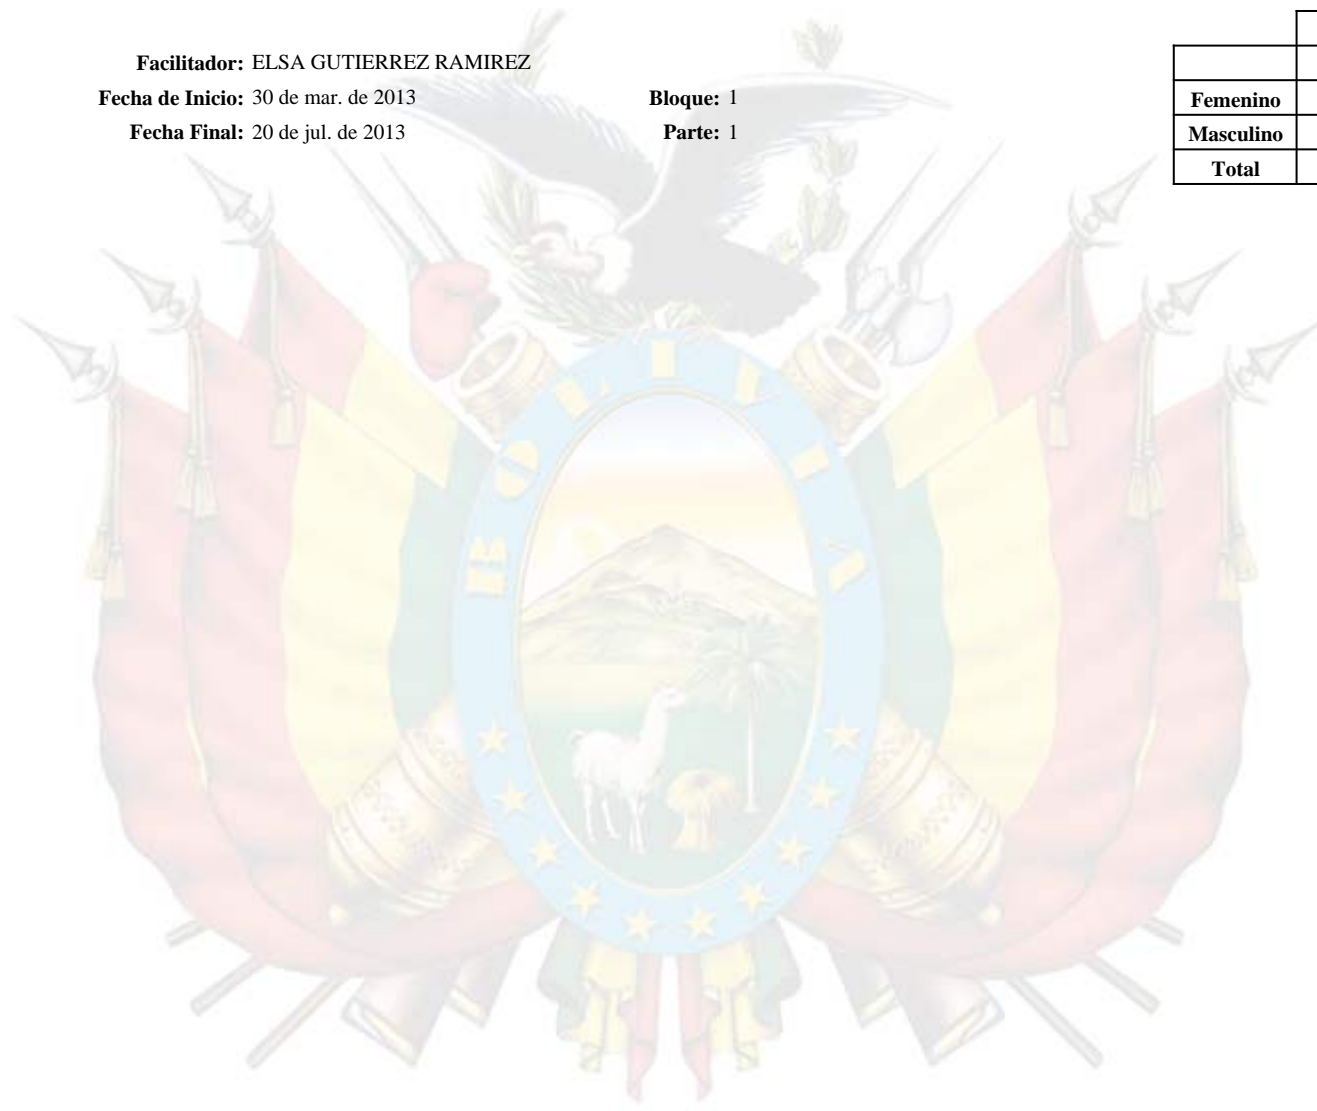 Facilitador: ELSA GUTIERREZ RAMIREZ
Fecha de Inicio: 30 de mar. de 2013 Bloque: 1
Fecha Final: 20 de jul. de 2013 Parte: 1
Femenino
Masculino
Total
BOLIVIA